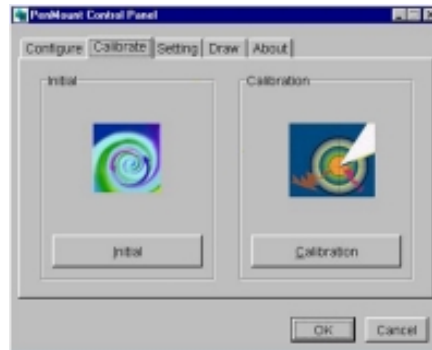 PenMount Control Panel
Configure Calibrate Setting Draw About
Initial Calibration
Initial Calibration
OK Cancel